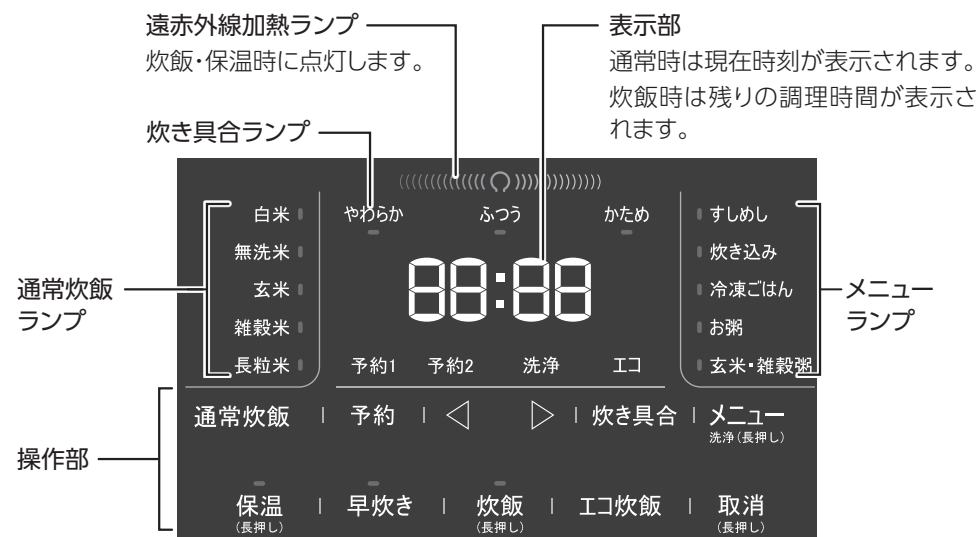 遠赤外線加熱ランプ
炊飯・保温時に点灯します。
表示部
通常時は現在時刻が表示されます。
炊飯時は残りの調理時間が表示さ
れます。
炊き具合ランプ
通常炊飯
ランプ
白米
無洗米
玄米
雑穀米
長粒米
やわらか ふつう かため
88:88
予約1 予約2 洗浄 エコ
すしめし
炊き込み
冷凍ごはん
お粥
玄米・雑穀粥
メニュー
ランプ
操作部
通常炊飯 予約 ◁ ▷ 炊き具合 メニュー
洗浄(長押し)
保温 早炊き 炊飯 エコ炊飯 取消
(長押し) (長押し) (長押し)